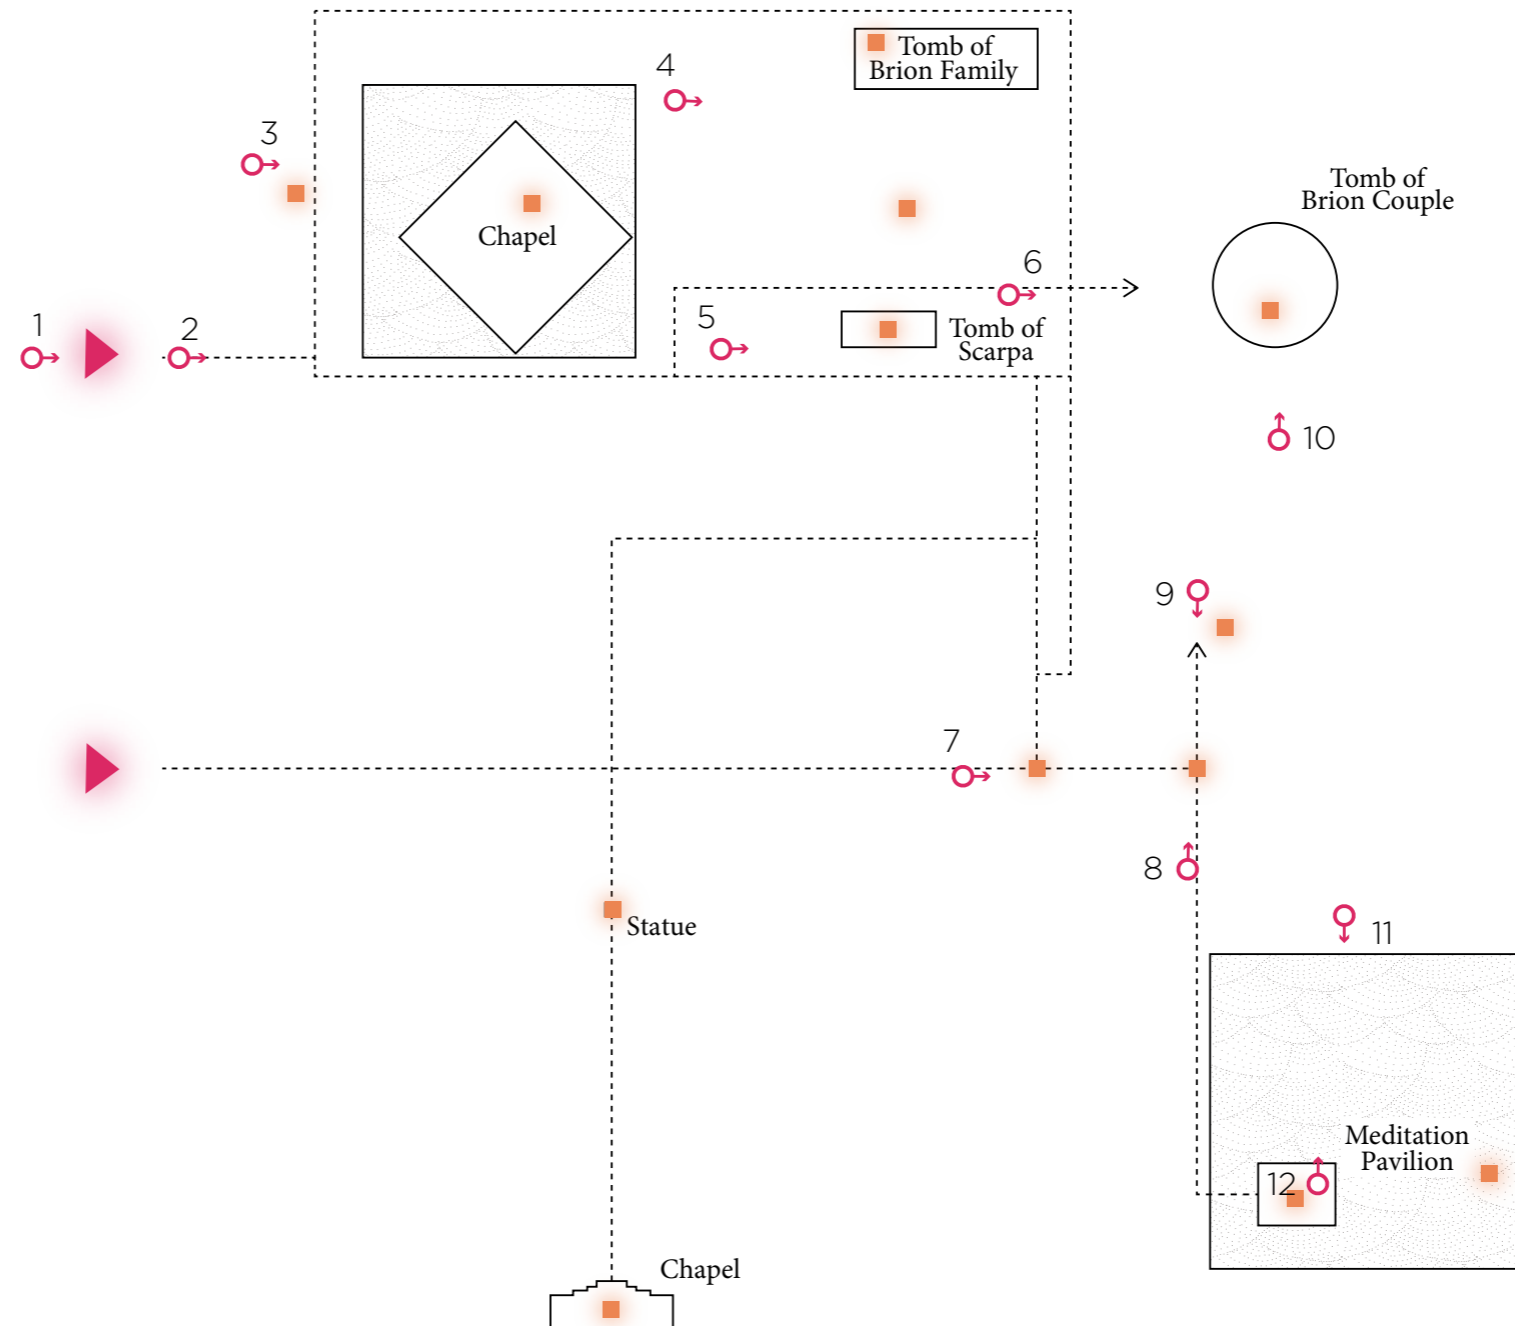 Tomb of
Brion Family
4
3
Tomb of
Brion Couple
Chapel
6
5
1
2
Tomb of
Scarpa
10
9
7
8
Statue
11
Meditation
Pavilion
12
Chapel